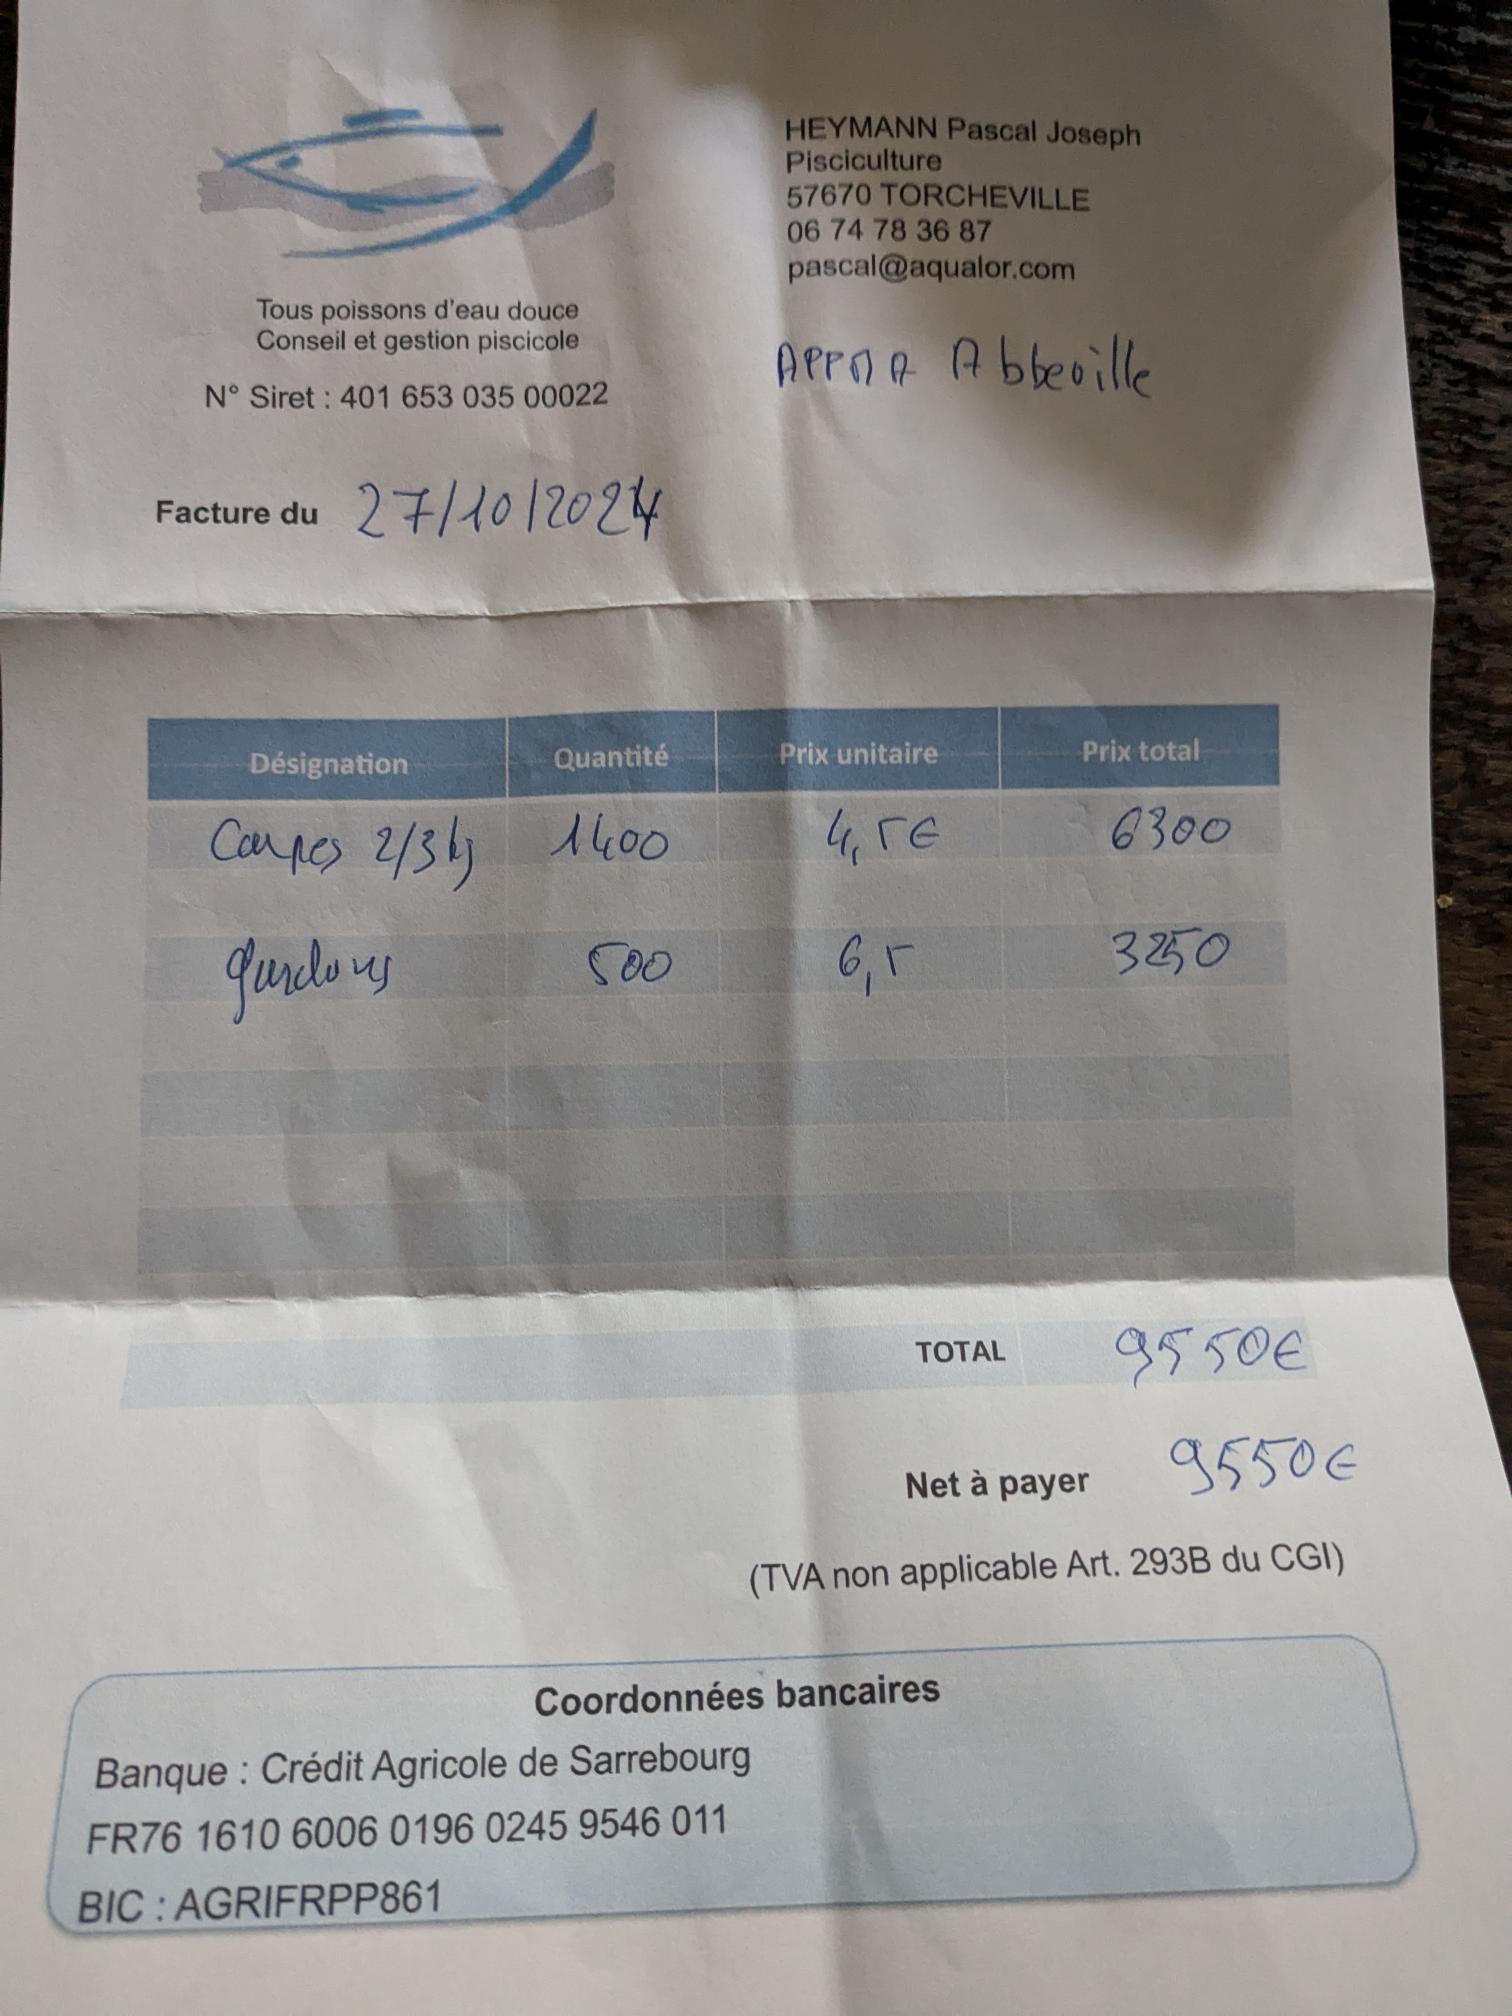 HEYMANN Pascal Joseph
Pisciculture
57670 TORCHEVILLE
06 74 78 36 87
pascal@aqualor.com
Tous poissons d'eau douce
Conseil et gestion piscicole
N° Siret : 401 653 035 00022
APPMA Abbeville
Facture du 27/10/2024
Désignation Quantité Prix unitaire Prix total
Carpes 2/3 kg 1400 4,5€ 6300
gardons 500 6,5 3250
TOTAL 9550€
Net à payer 9550€
(TVA non applicable Art. 293B du CGI)
Coordonnées bancaires
Banque : Crédit Agricole de Sarrebourg
FR76 1610 6006 0196 0245 9546 011
BIC : AGRIFRPP861